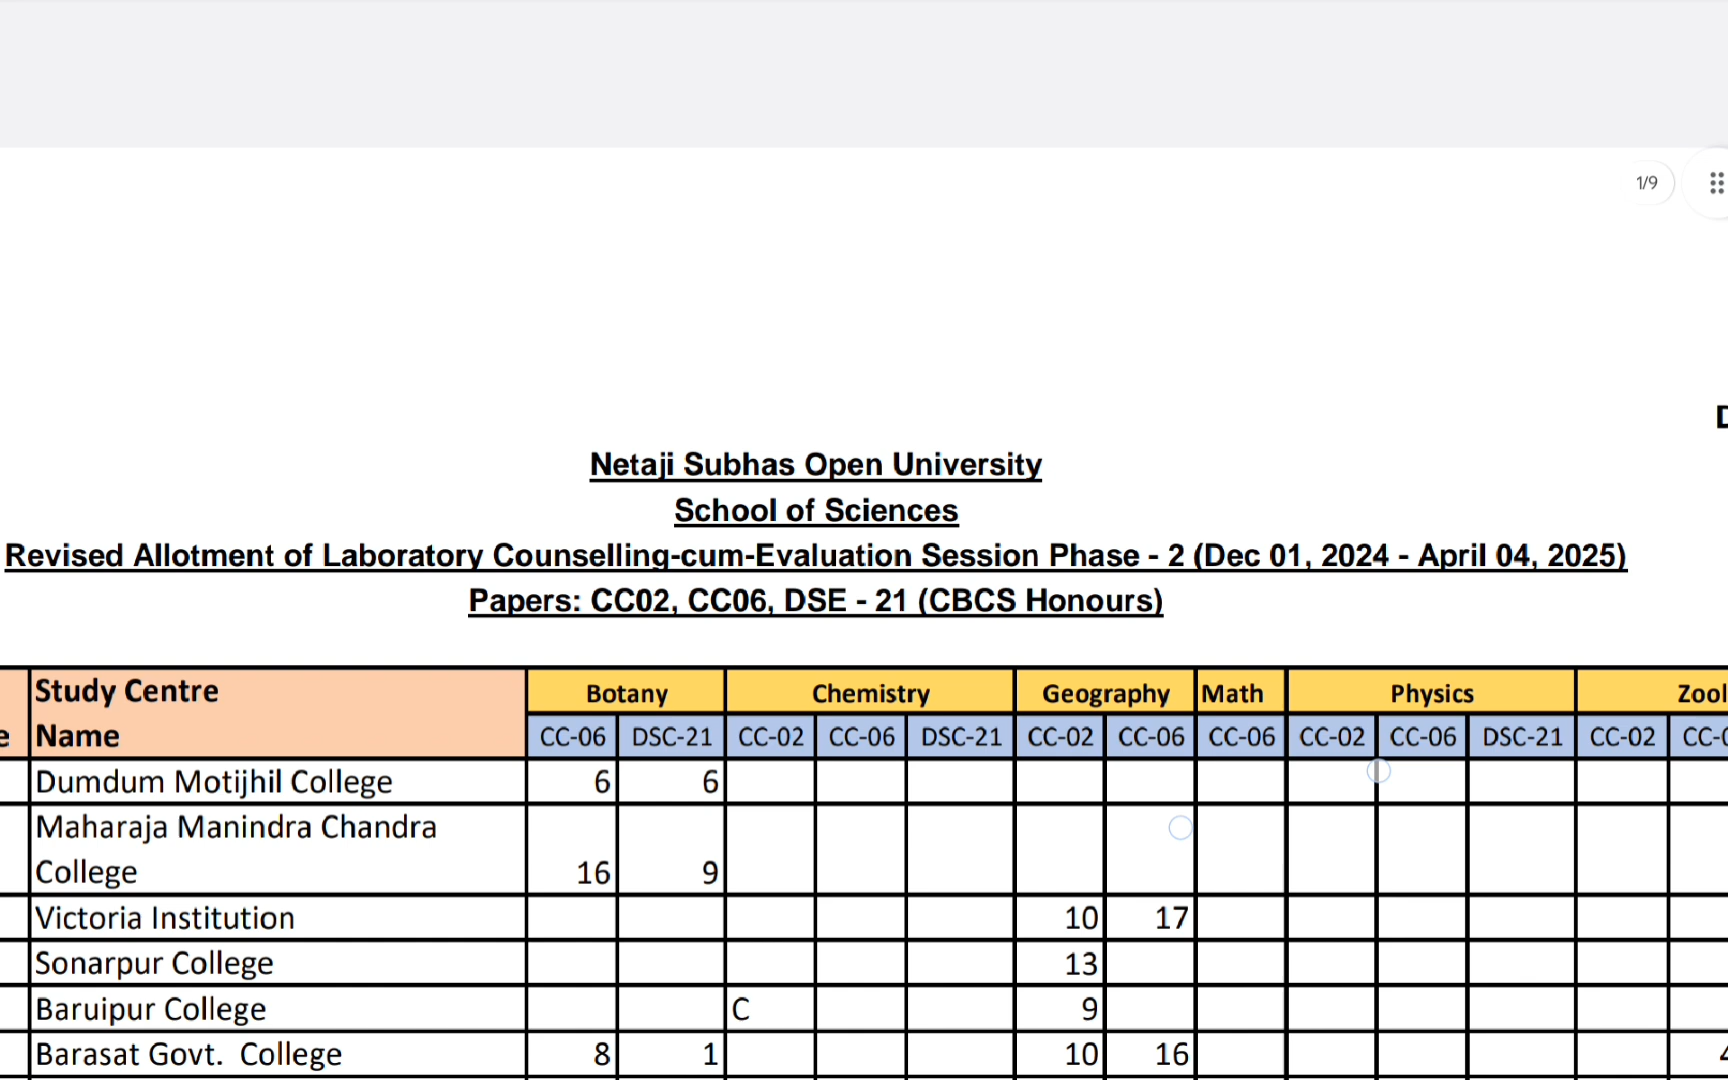 1/9
Netaji Subhas Open University
School of Sciences
Revised Allotment of Laboratory Counselling-cum-Evaluation Session Phase - 2 (Dec 01, 2024 - April 04, 2025)
Papers: CC02, CC06, DSE - 21 (CBCS Honours)
Study Centre Name Botany Chemistry Geography Math Physics
CC-06 DSC-21 CC-02 CC-06 DSC-21 CC-02 CC-06 CC-06 CC-02 CC-06 DSC-21 CC-02
Dumdum Motijhil College 6 6
Maharaja Manindra Chandra
College 16 9
Victoria Institution 10 17
Sonarpur College 13
Baruipur College C 9
Barasat Govt. College 8 1 10 16